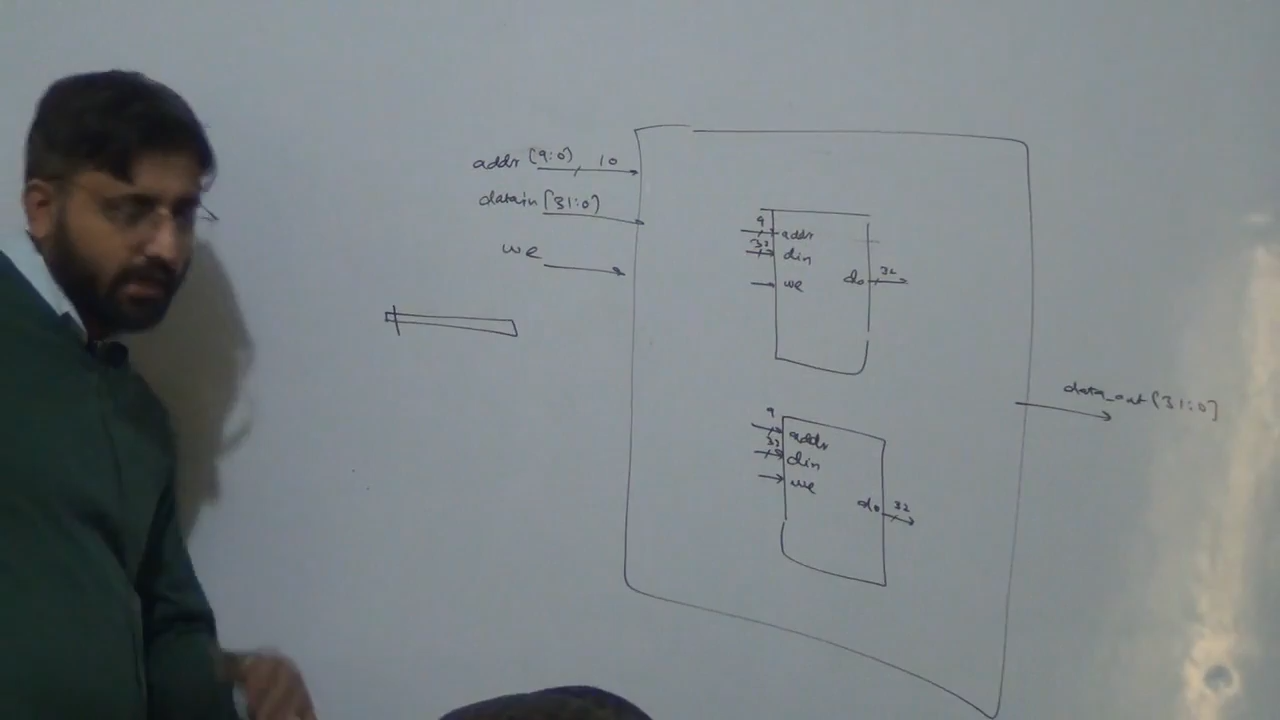 addr [9:0] 10
datain [31:0]
we
9
addr
32
din
we
do 32
9
addr
32
din
we
do 32
data_out [31:0]